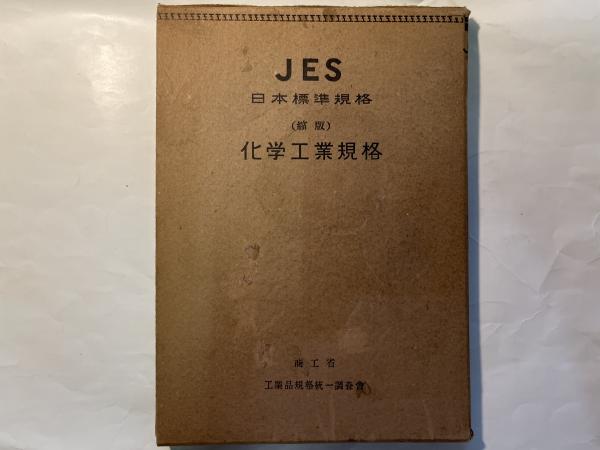 JES
日本標準規格
(縮版)
化学工業規格
商工省
工業品規格統一調査會